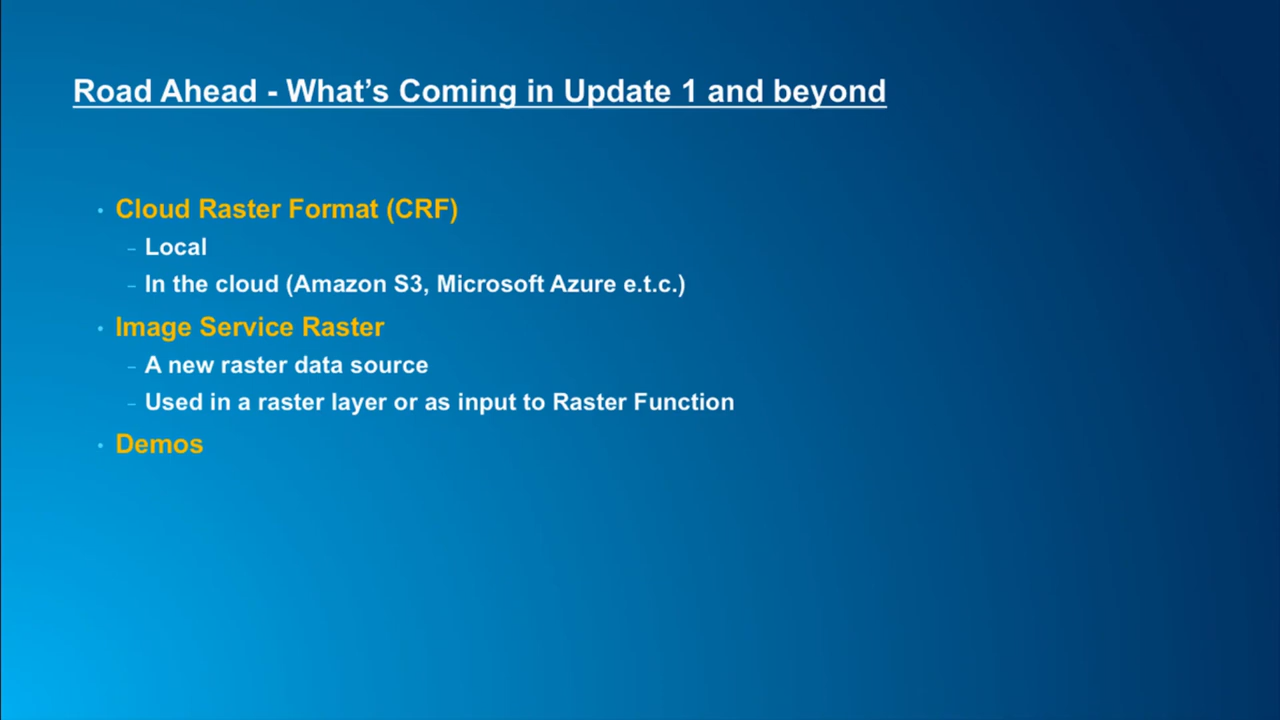 Road Ahead - What's Coming in Update 1 and beyond
• Cloud Raster Format (CRF)
– Local
– In the cloud (Amazon S3, Microsoft Azure e.t.c.)
• Image Service Raster
– A new raster data source
– Used in a raster layer or as input to Raster Function
• Demos